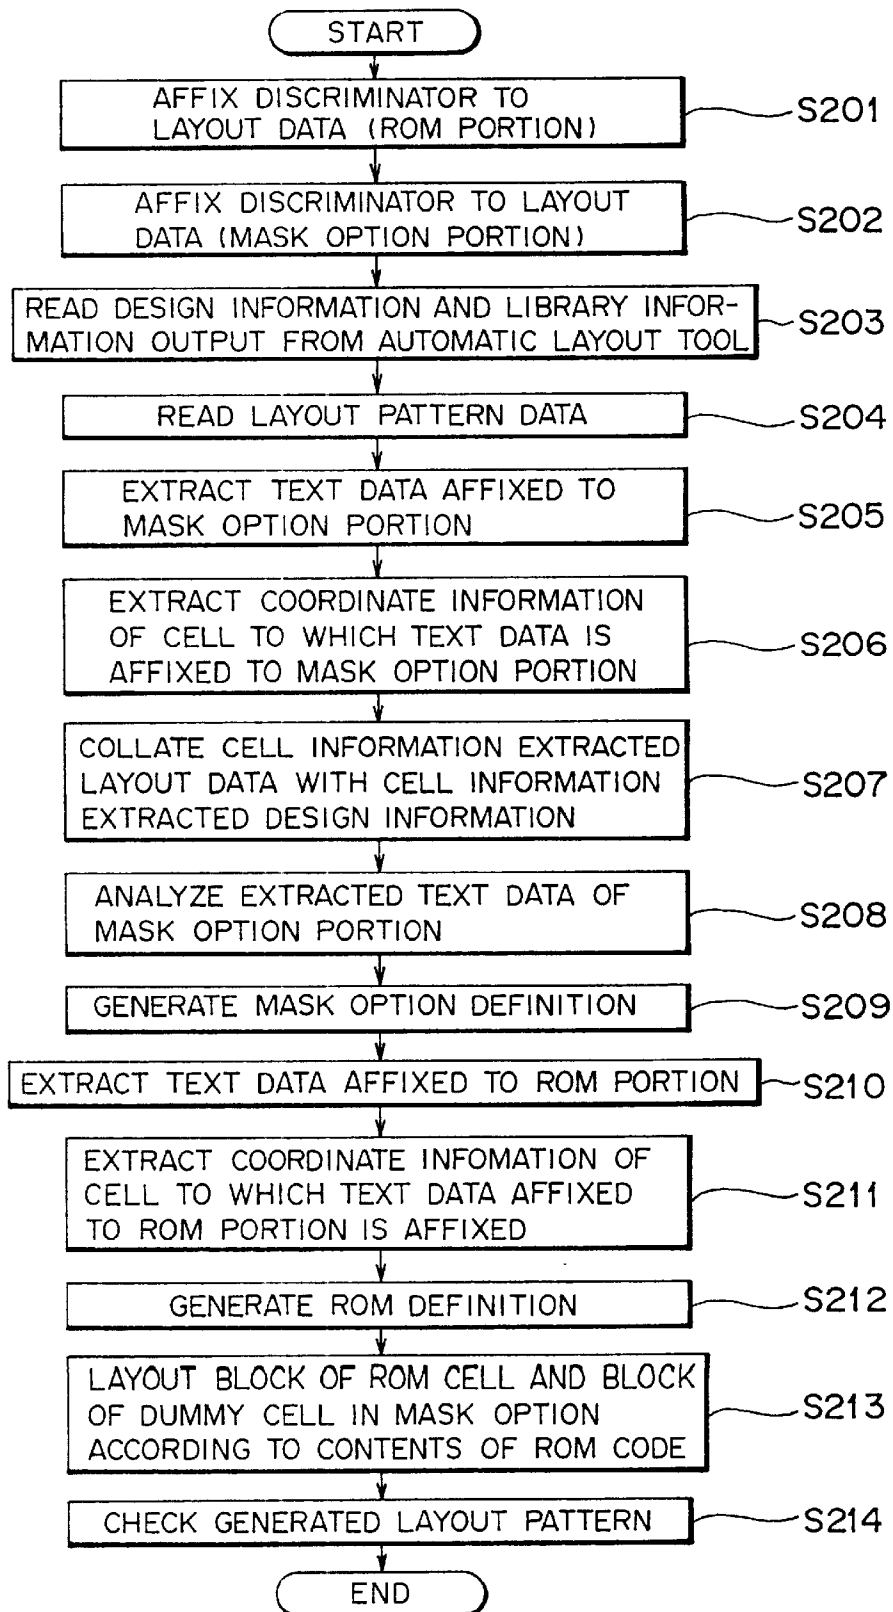 START
AFFIX DISCRIMINATOR TO
LAYOUT DATA (ROM PORTION)
S201
AFFIX DISCRIMINATOR TO LAYOUT
DATA (MASK OPTION PORTION)
S202
READ DESIGN INFORMATION AND LIBRARY INFOR-
MATION OUTPUT FROM AUTOMATIC LAYOUT TOOL
S203
READ LAYOUT PATTERN DATA
S204
EXTRACT TEXT DATA AFFIXED TO
MASK OPTION PORTION
S205
EXTRACT COORDINATE INFORMATION
OF CELL TO WHICH TEXT DATA IS
AFFIXED TO MASK OPTION PORTION
S206
COLLATE CELL INFORMATION EXTRACTED
LAYOUT DATA WITH CELL INFORMATION
EXTRACTED DESIGN INFORMATION
S207
ANALYZE EXTRACTED TEXT DATA OF
MASK OPTION PORTION
S208
GENERATE MASK OPTION DEFINITION
S209
EXTRACT TEXT DATA AFFIXED TO ROM PORTION
S210
EXTRACT COORDINATE INFOMATION OF
CELL TO WHICH TEXT DATA AFFIXED
TO ROM PORTION IS AFFIXED
S211
GENERATE ROM DEFINITION
S212
LAYOUT BLOCK OF ROM CELL AND BLOCK
OF DUMMY CELL IN MASK OPTION
ACCORDING TO CONTENTS OF ROM CODE
S213
CHECK GENERATED LAYOUT PATTERN
S214
END